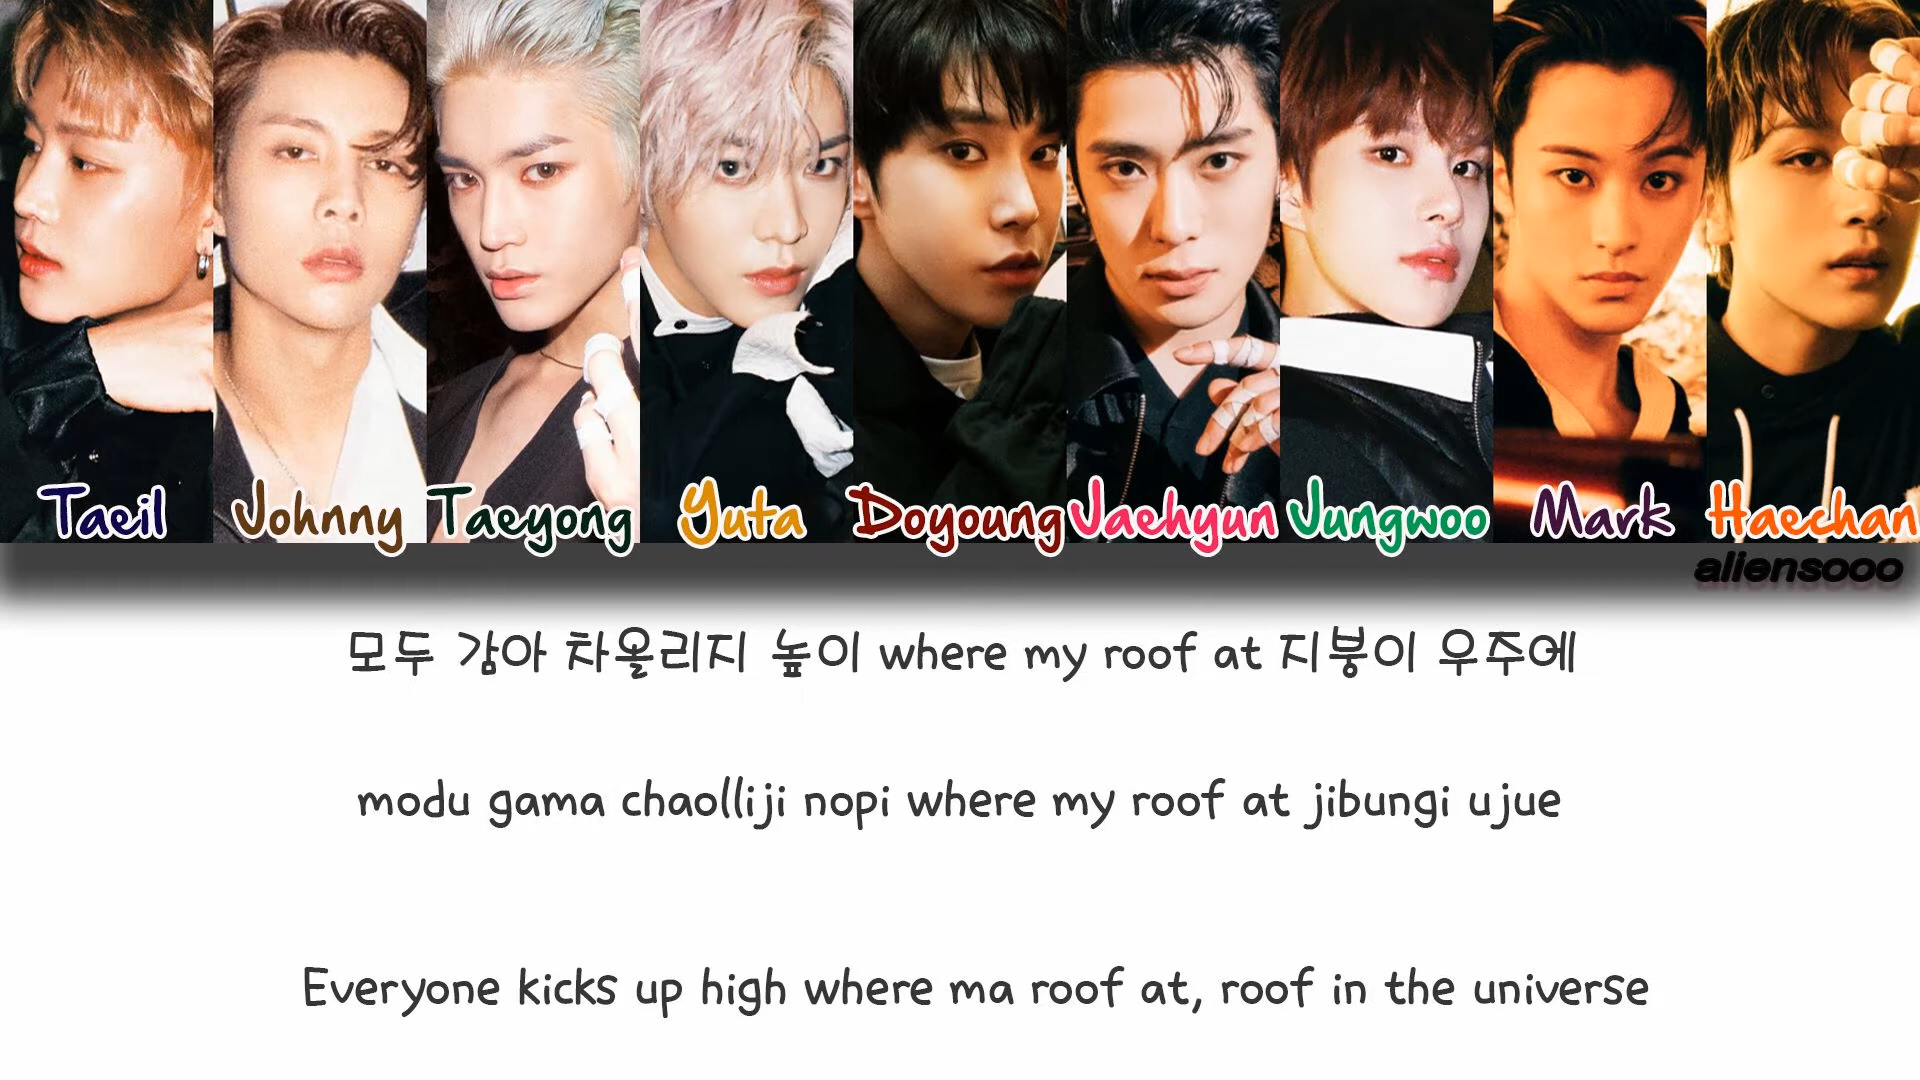 Taeil Johnny Taeyong Yuta Doyoung Jaehyun Jungwoo Mark Haechan
aliensooo
모두 감아 차올리지 높이 where my roof at 지붕이 우주에
modu gama chaolliji nopi where my roof at jibungi ujue
Everyone kicks up high where ma roof at, roof in the universe